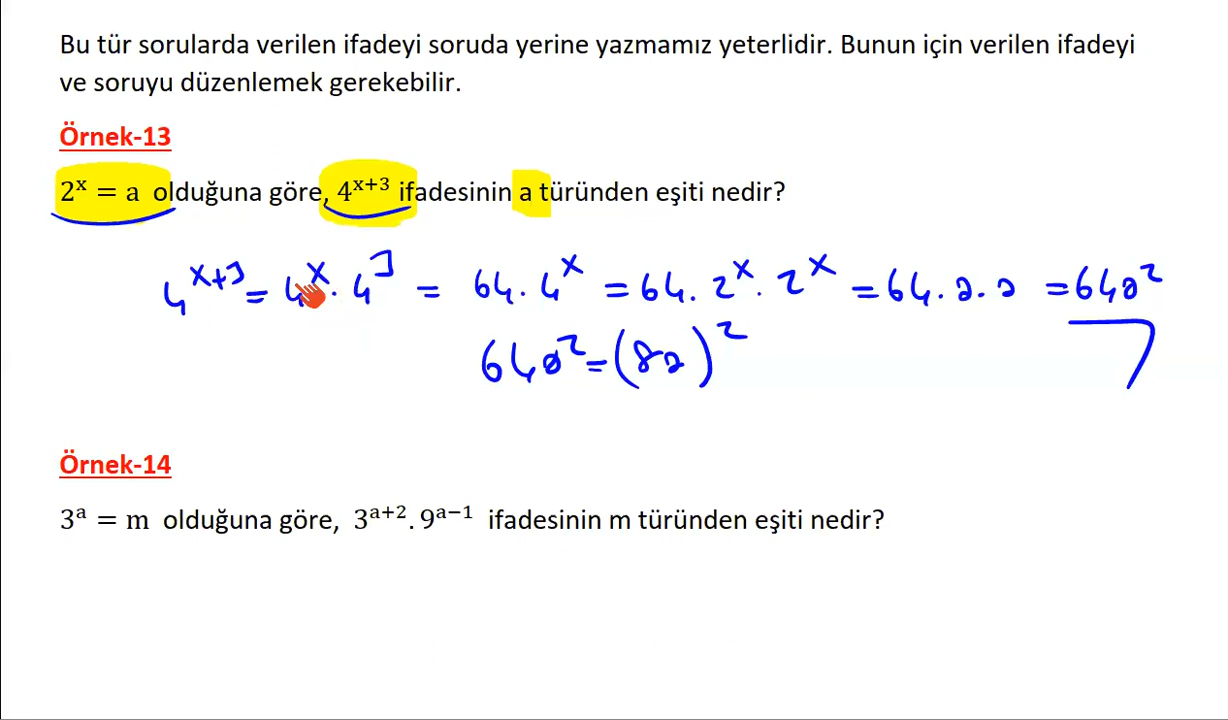 Bu tür sorularda verilen ifadeyi soruda yerine yazmamız yeterlidir. Bunun için verilen ifadeyi
ve soruyu düzenlemek gerekebilir.
Örnek-13
2ˣ = a olduğuna göre, 4ˣ⁺³ ifadesinin a türünden eşiti nedir?
4ˣ⁺³ = 4ˣ . 4³ = 64 . 4ˣ = 64 . 2ˣ . 2ˣ = 64 . a . a = 64a²
64a² = (8a)²
Örnek-14
3ᵃ = m olduğuna göre, 3ᵃ⁺² . 9ᵃ⁻¹ ifadesinin m türünden eşiti nedir?